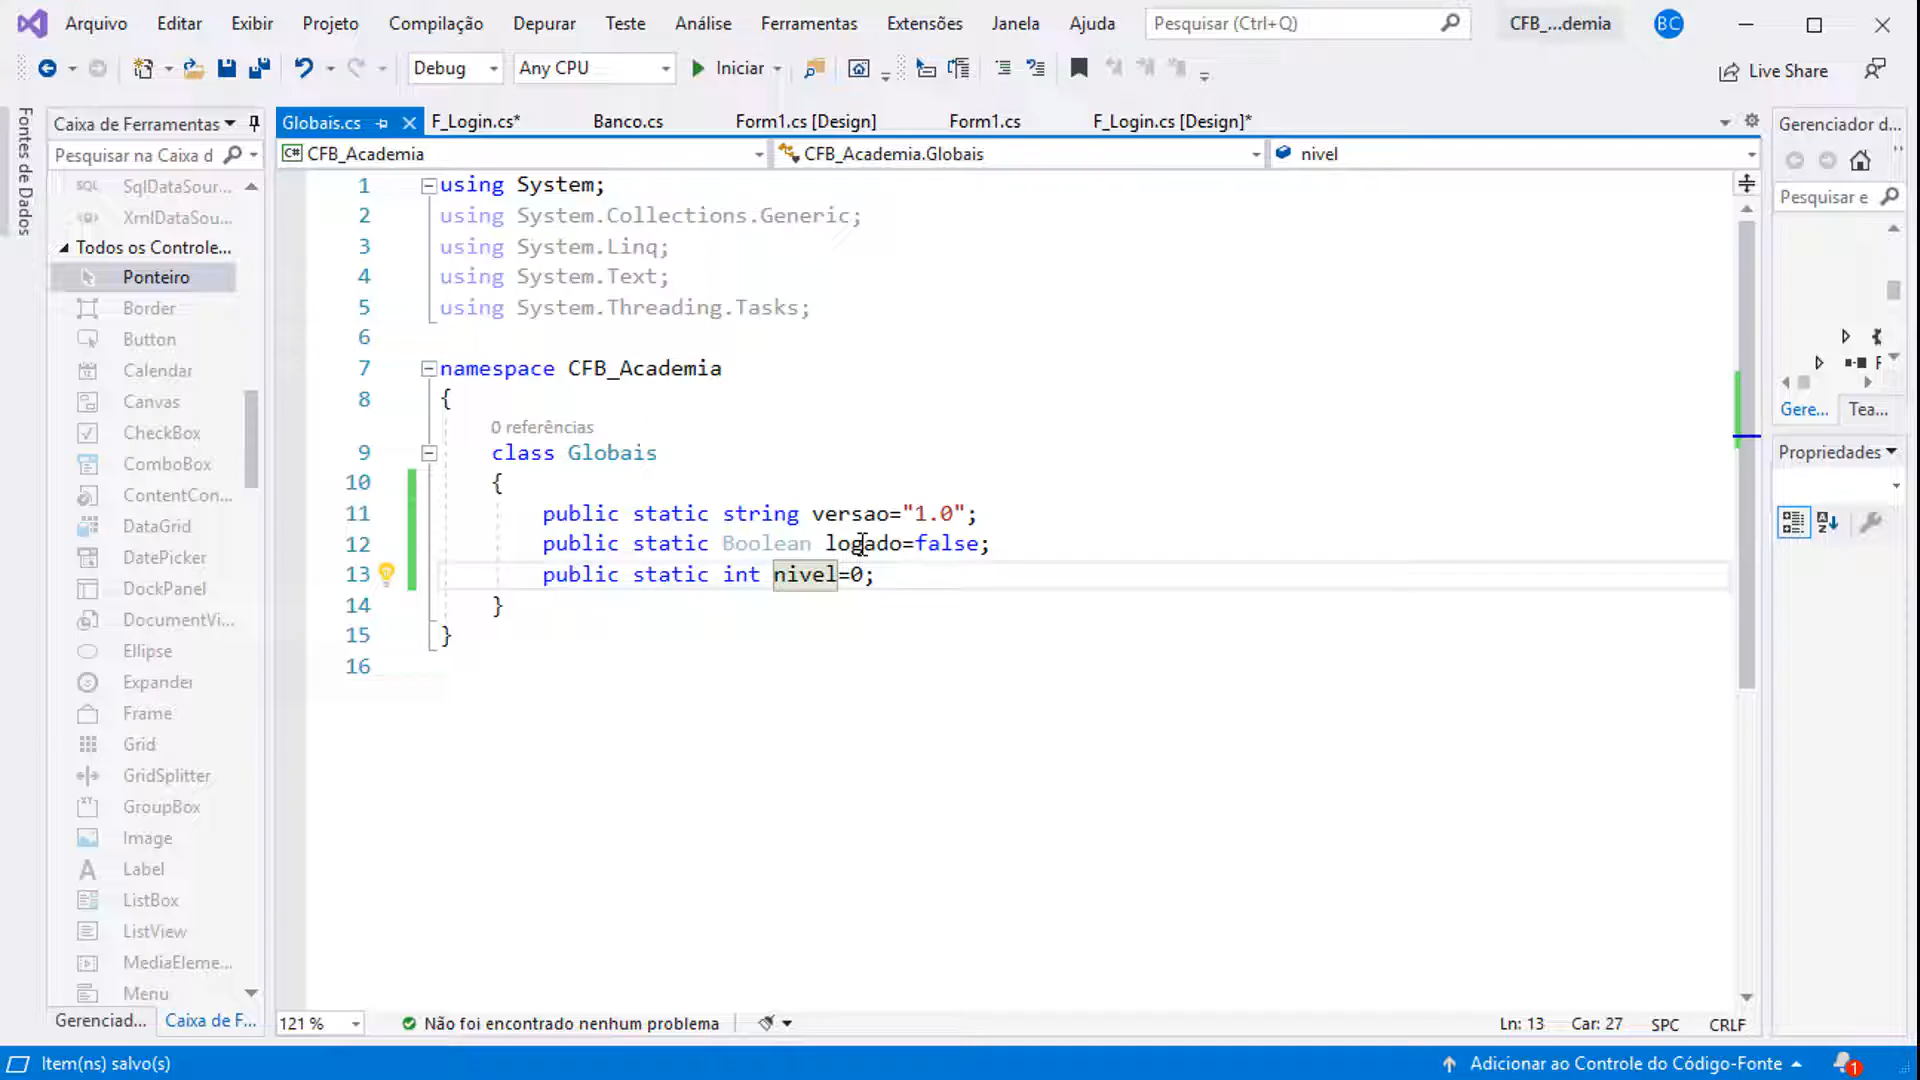 Arquivo Editar Exibir Projeto Compilação Depurar Teste Análise Ferramentas Extensões Janela Ajuda Pesquisar (Ctrl+Q) CFB_...demia BC
Debug Any CPU Iniciar Live Share
Fontes de Dados
Caixa de Ferramentas
Pesquisar na Caixa d
SQL SqlDataSour...
XmlDataSou...
Todos os Controle...
Ponteiro
Border
Button
Calendar
Canvas
CheckBox
ComboBox
ContentCon...
DataGrid
DatePicker
DockPanel
DocumentVi...
Ellipse
Expander
Frame
Grid
GridSplitter
GroupBox
Image
Label
ListBox
ListView
MediaEleme...
Menu
Gerenciad... Caixa de F...
Globais.cs F_Login.cs* Banco.cs Form1.cs [Design] Form1.cs F_Login.cs [Design]*
C# CFB_Academia CFB_Academia.Globais nivel
1 using System;
2 using System.Collections.Generic;
3 using System.Linq;
4 using System.Text;
5 using System.Threading.Tasks;
6
7 namespace CFB_Academia
8 {
0 referências
9 class Globais
10 {
11 public static string versao="1.0";
12 public static Boolean logado=false;
13 public static int nivel=0;
14 }
15 }
16
121 % Não foi encontrado nenhum problema Ln: 13 Car: 27 SPC CRLF
Gerenciador d...
Pesquisar e
F
Gere... Tea...
Propriedades
Item(ns) salvo(s) Adicionar ao Controle do Código-Fonte 1